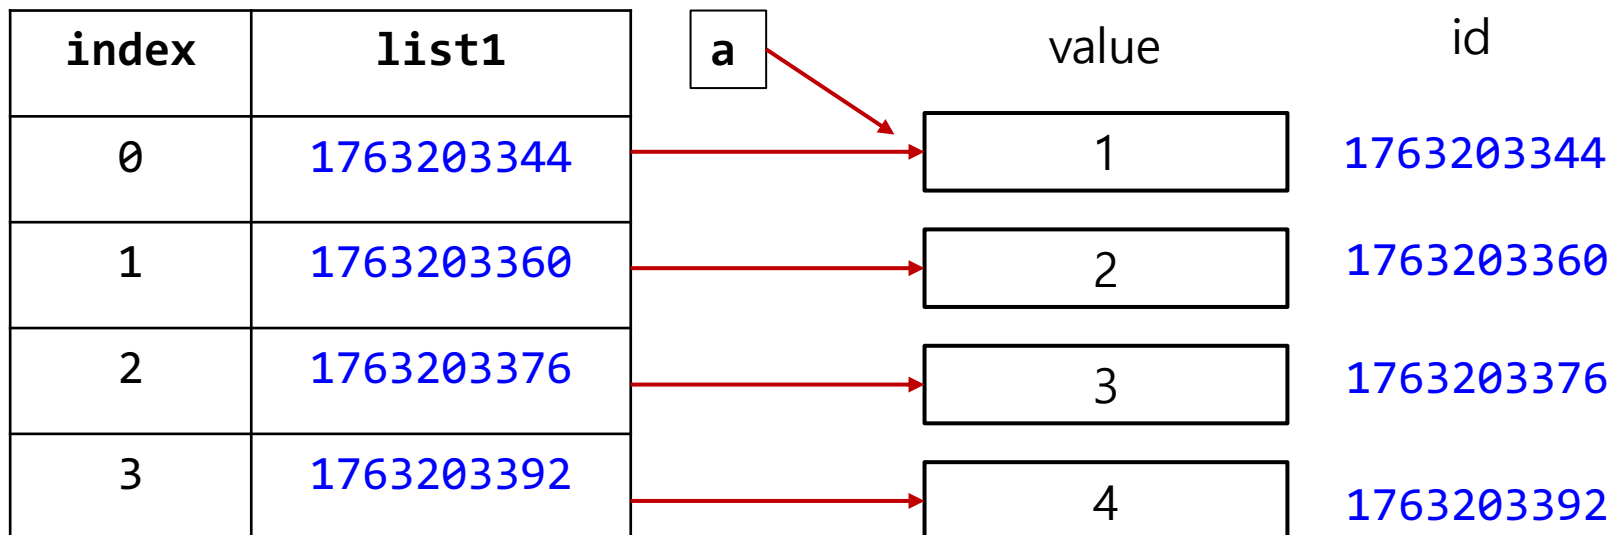 index list1 a value id
0 1763203344 1 1763203344
1 1763203360 2 1763203360
2 1763203376 3 1763203376
3 1763203392 4 1763203392